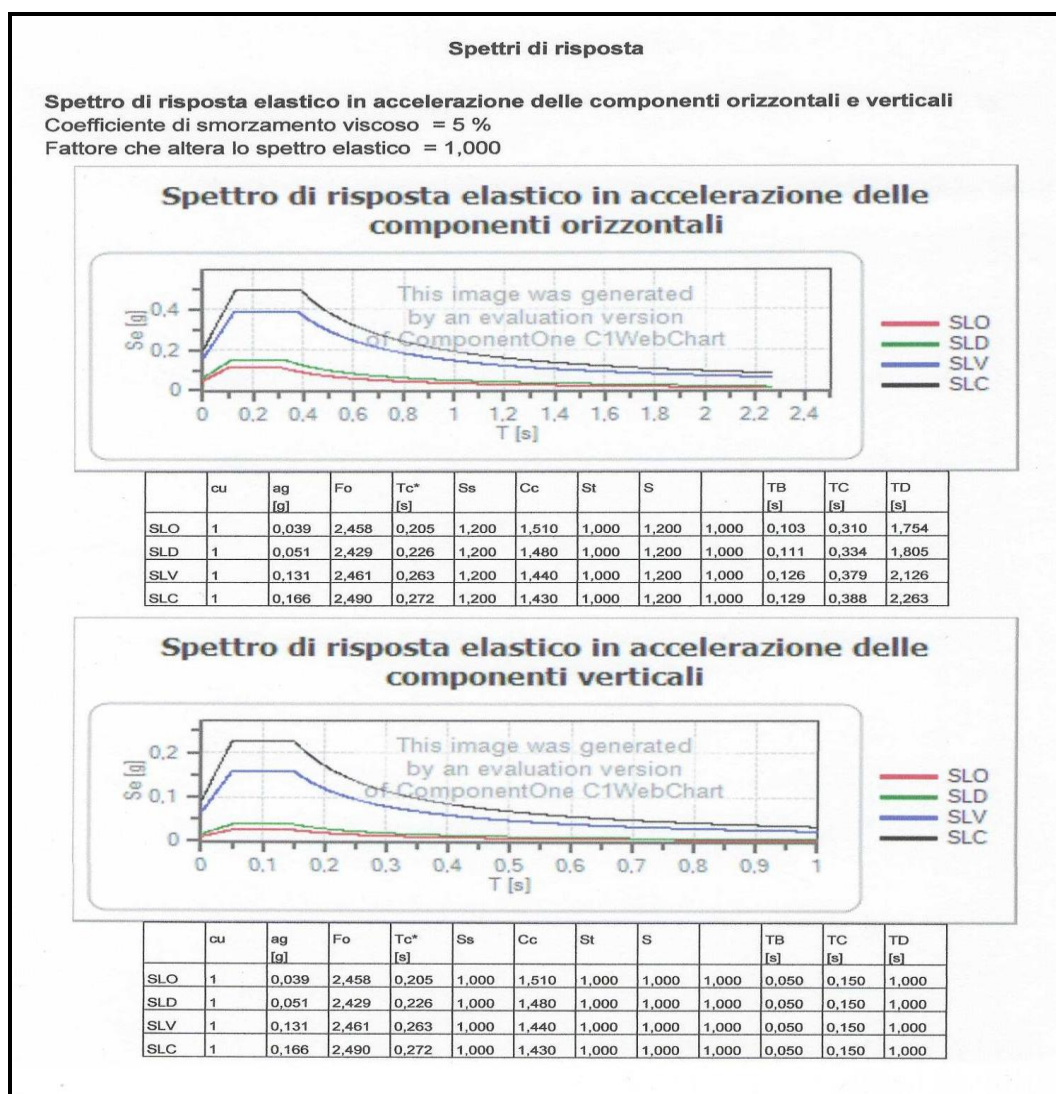 Spettri di risposta
Spettro di risposta elastico in accelerazione delle componenti orizzontali e verticali
Coefficiente di smorzamento viscoso = 5 %
Fattore che altera lo spettro elastico = 1,000
Spettro di risposta elastico in accelerazione delle
componenti orizzontali
This image was generated
by an evaluation version
of ComponentOne C1WebChart
Se [g]
0,4
0,2
0
0 0,2 0,4 0,6 0,8 1 1,2 1,4 1,6 1,8 2 2,2 2,4
T [s]
SLO
SLD
SLV
SLC
cu ag [g] Fo Tc* [s] Ss Cc St S TB [s] TC [s] TD [s]
SLO 1 0,039 2,458 0,205 1,200 1,510 1,000 1,200 1,000 0,103 0,310 1,754
SLD 1 0,051 2,429 0,226 1,200 1,480 1,000 1,200 1,000 0,111 0,334 1,805
SLV 1 0,131 2,461 0,263 1,200 1,440 1,000 1,200 1,000 0,126 0,379 2,126
SLC 1 0,166 2,490 0,272 1,200 1,430 1,000 1,200 1,000 0,129 0,388 2,263
Spettro di risposta elastico in accelerazione delle
componenti verticali
This image was generated
by an evaluation version
of ComponentOne C1WebChart
Se [g]
0,2
0,1
0
0 0,1 0,2 0,3 0,4 0,5 0,6 0,7 0,8 0,9 1
T [s]
SLO
SLD
SLV
SLC
cu ag [g] Fo Tc* [s] Ss Cc St S TB [s] TC [s] TD [s]
SLO 1 0,039 2,458 0,205 1,000 1,510 1,000 1,000 1,000 0,050 0,150 1,000
SLD 1 0,051 2,429 0,226 1,000 1,480 1,000 1,000 1,000 0,050 0,150 1,000
SLV 1 0,131 2,461 0,263 1,000 1,440 1,000 1,000 1,000 0,050 0,150 1,000
SLC 1 0,166 2,490 0,272 1,000 1,430 1,000 1,000 1,000 0,050 0,150 1,000